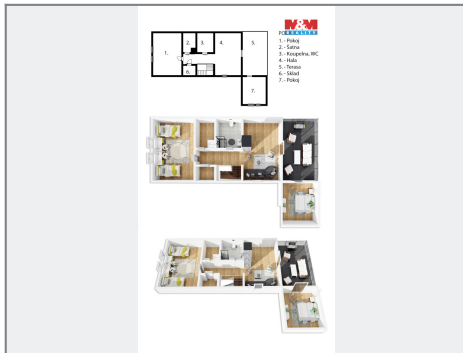 M&M
REALITY
1. - Pokoj
2. - Šatna
3. - Koupelna, WC
4. - Hala
5. - Terasa
6. - Sklad
7. - Pokoj
1.
2.
3.
4.
5.
6.
7.